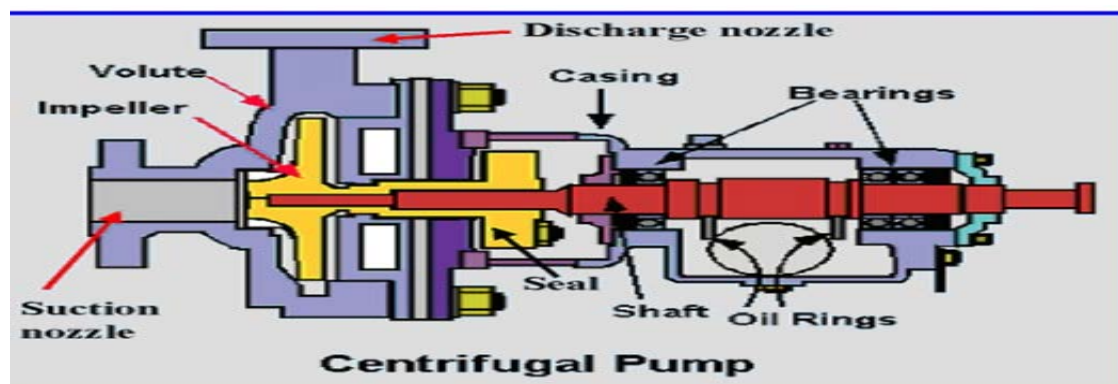 Discharge nozzle
Volute
Casing
Impeller
Bearings
Suction
nozzle
Seal
Shaft
Oil Rings
Centrifugal Pump